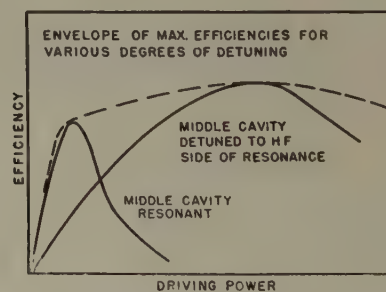 ENVELOPE OF MAX. EFFICIENCIES FOR
VARIOUS DEGREES OF DETUNING
EFFICIENCY
MIDDLE CAVITY
DETUNED TO HF
SIDE OF RESONANCE
MIDDLE CAVITY
RESONANT
DRIVING POWER